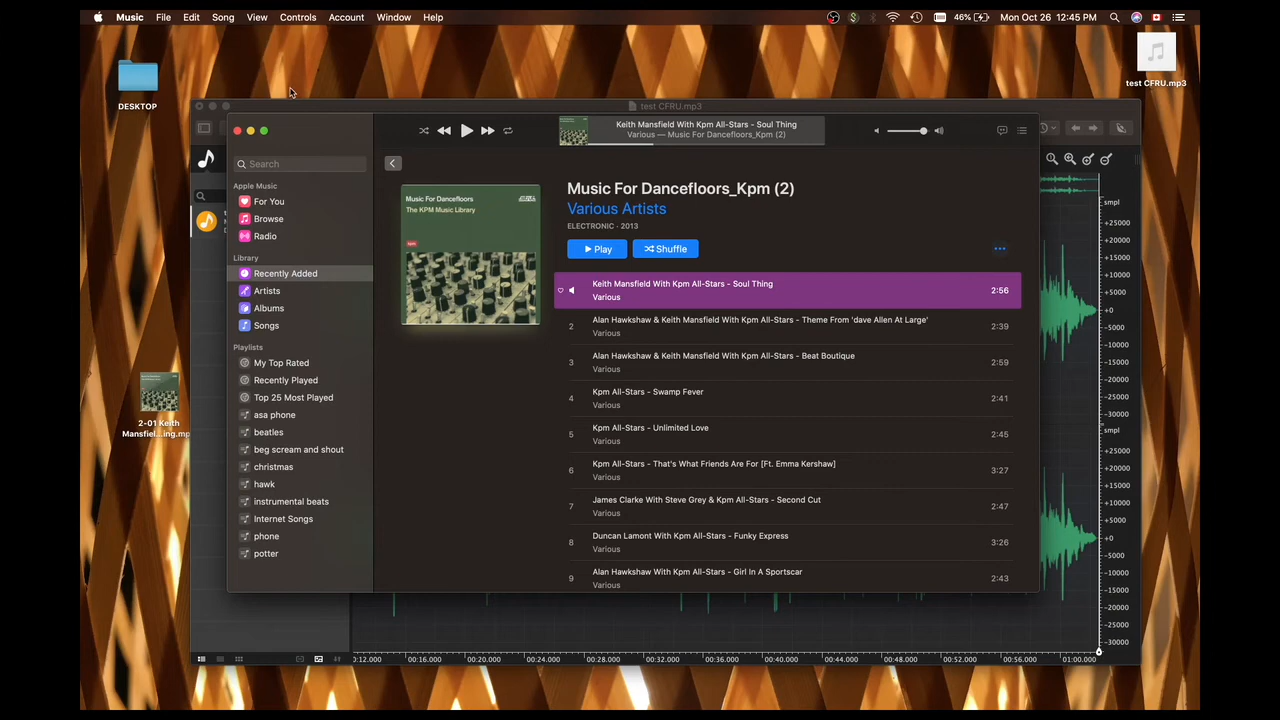 Music File Edit Song View Controls Account Window Help
46% Mon Oct 26 12:45 PM
DESKTOP
test CFRU.mp3
test CFRU.mp3
Keith Mansfield With Kpm All-Stars - Soul Thing
Various — Music For Dancefloors_Kpm (2)
Search
Apple Music
For You
Browse
Radio
Library
Recently Added
Artists
Albums
Songs
Playlists
My Top Rated
Recently Played
Top 25 Most Played
asa phone
beatles
beg scream and shout
christmas
hawk
instrumental beats
Internet Songs
phone
potter
2-01 Keith
Mansfiel...ing.mp
Music For Dancefloors
The KPM Music Library
kpm
Music For Dancefloors_Kpm (2)
Various Artists
ELECTRONIC · 2013
Play Shuffle
Keith Mansfield With Kpm All-Stars - Soul Thing
Various
2:56
2 Alan Hawkshaw & Keith Mansfield With Kpm All-Stars - Theme From 'dave Allen At Large'
Various
2:39
3 Alan Hawkshaw & Keith Mansfield With Kpm All-Stars - Beat Boutique
Various
2:59
4 Kpm All-Stars - Swamp Fever
Various
2:41
5 Kpm All-Stars - Unlimited Love
Various
2:45
6 Kpm All-Stars - That's What Friends Are For [Ft. Emma Kershaw]
Various
3:27
7 James Clarke With Steve Grey & Kpm All-Stars - Second Cut
Various
2:47
8 Duncan Lamont With Kpm All-Stars - Funky Express
Various
3:26
9 Alan Hawkshaw With Kpm All-Stars - Girl In A Sportscar
Various
2:43
smpl
+25000
+20000
+15000
+10000
+5000
+0
-5000
-10000
-15000
-20000
-25000
-30000
smpl
+25000
+20000
+15000
+10000
+5000
+0
-5000
-10000
-15000
-20000
-25000
-30000
0:12.000 00:16.000 00:20.000 00:24.000 00:28.000 00:32.000 00:36.000 00:40.000 00:44.000 00:48.000 00:52.000 00:56.000 01:00.000